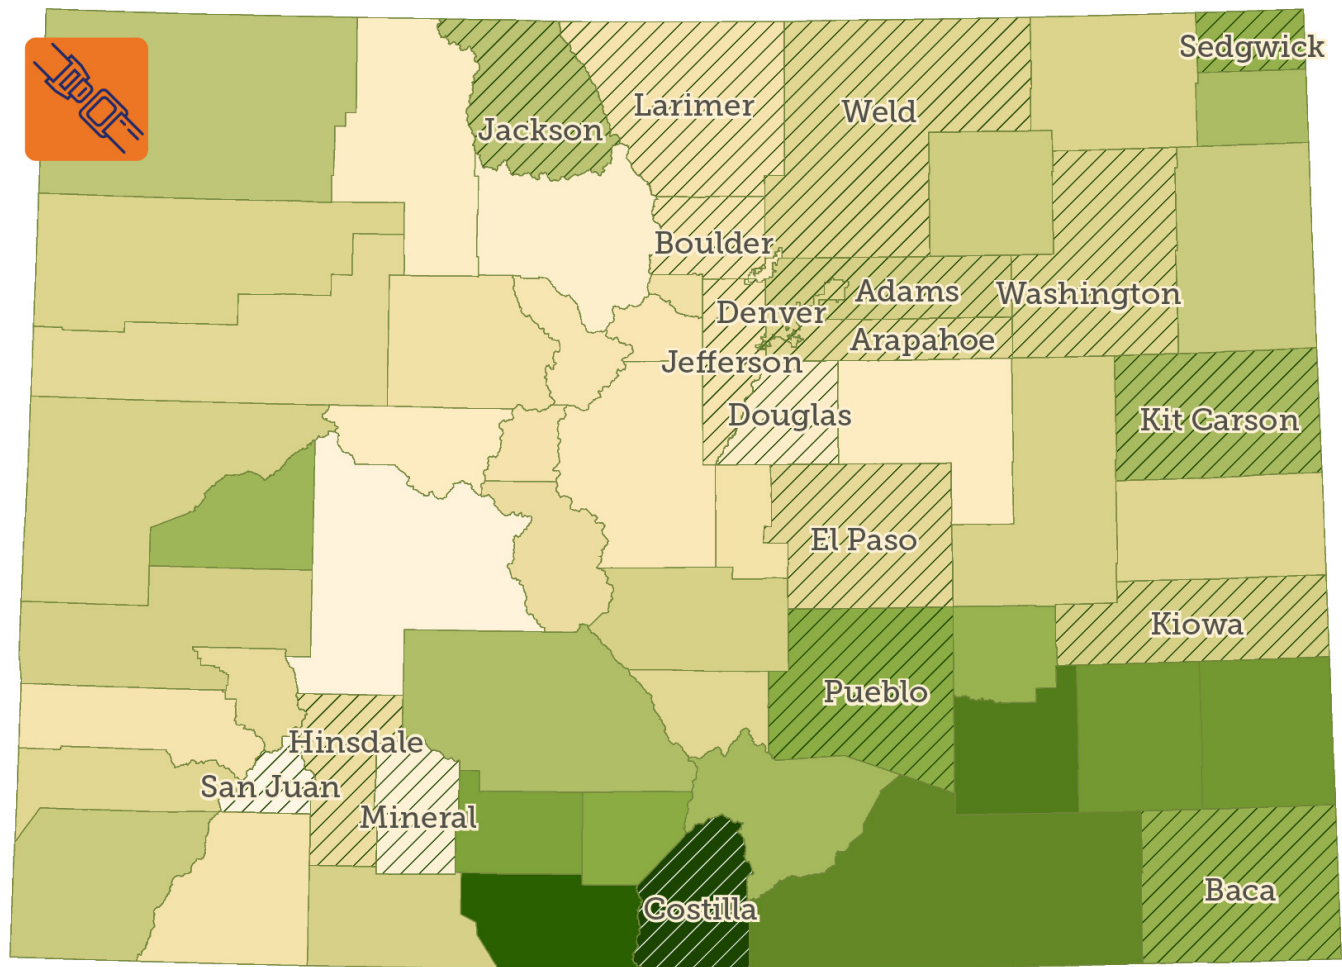 Sedgwick
Larimer
Weld
Jackson
Boulder
Adams
Washington
Denver
Arapahoe
Jefferson
Douglas
Kit Carson
El Paso
Kiowa
Pueblo
Hinsdale
San Juan
Mineral
Costilla
Baca